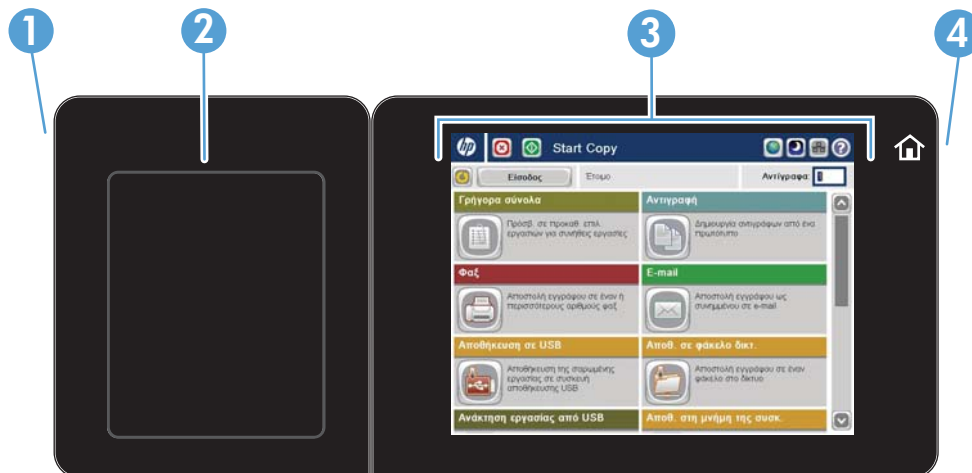 1
2
3
4
hp
Start Copy
?
Είσοδος
Έτοιμο
Αντίγραφα:
Γρήγορα σύνολα
Πρόσβ. σε προκαθ. επιλ.
εργασιών για συνήθεις εργασίες
Αντιγραφή
Δημιουργία αντιγράφων από ένα
πρωτότυπο
Φαξ
Αποστολή εγγράφου σε έναν ή
περισσότερους αριθμούς φαξ
E-mail
Αποστολή εγγράφου ως
συνημμένου σε e-mail
Αποθήκευση σε USB
Αποθήκευση της σαρωμένης
εργασίας σε συσκευή
αποθήκευσης USB
Αποθ. σε φάκελο δικτ.
Αποστολή εγγράφου σε έναν
φάκελο στο δίκτυο
Ανάκτηση εργασίας από USB
Αποθ. στη μνήμη της συσκ.